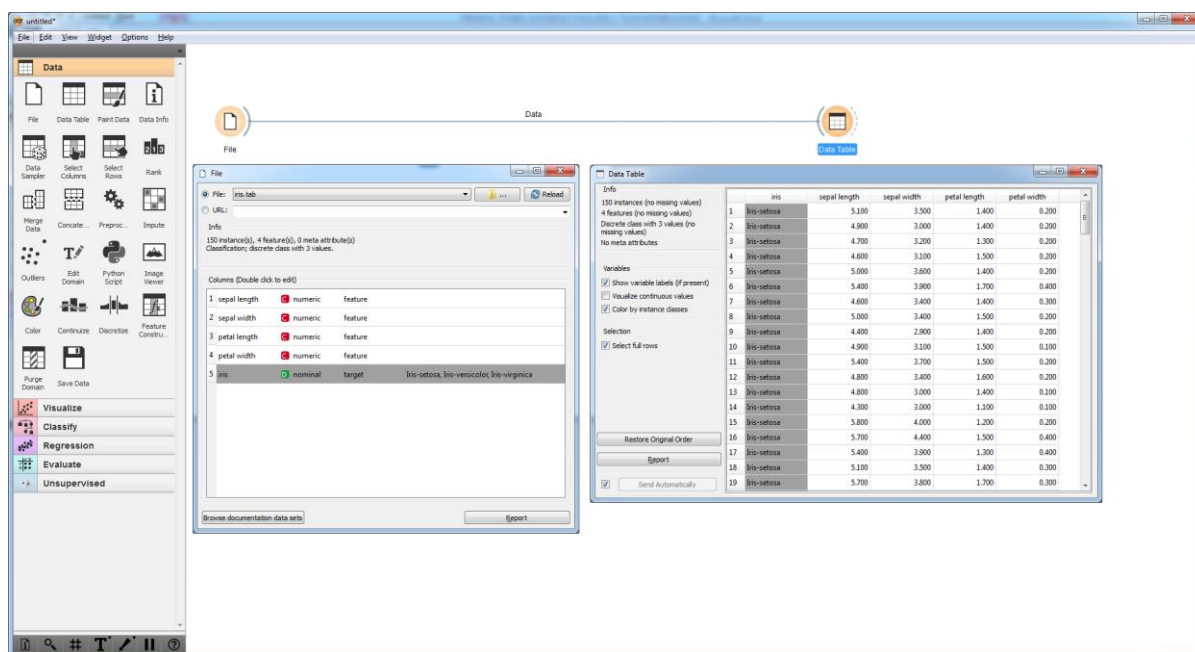 untitled*
File Edit View Widget Options Help
Data
File Data Table Paint Data Data Info
Data Sampler Select Columns Select Rows Rank
Merge Data Concate... Preproc... Impute
Outliers Edit Domain Python Script Image Viewer
Color Continuize Discretize Feature Constru...
Purge Domain Save Data
Visualize
Classify
Regression
Evaluate
Unsupervised
Data
File
Data Table
File
File: iris.tab ... Reload
URL:
Info
150 instance(s), 4 feature(s), 0 meta attribute(s)
Classification; discrete class with 3 values.
Columns (Double click to edit)
1 sepal length C numeric feature
2 sepal width C numeric feature
3 petal length C numeric feature
4 petal width C numeric feature
5 iris D nominal target Iris-setosa, Iris-versicolor, Iris-virginica
Browse documentation data sets Report
Data Table
Info
150 instances (no missing values)
4 features (no missing values)
Discrete class with 3 values (no
missing values)
No meta attributes
Variables
Show variable labels (if present)
Visualize continuous values
Color by instance classes
Selection
Select full rows
Restore Original Order
Report
Send Automatically
iris sepal length sepal width petal length petal width
1 Iris-setosa 5.100 3.500 1.400 0.200
2 Iris-setosa 4.900 3.000 1.400 0.200
3 Iris-setosa 4.700 3.200 1.300 0.200
4 Iris-setosa 4.600 3.100 1.500 0.200
5 Iris-setosa 5.000 3.600 1.400 0.200
6 Iris-setosa 5.400 3.900 1.700 0.400
7 Iris-setosa 4.600 3.400 1.400 0.300
8 Iris-setosa 5.000 3.400 1.500 0.200
9 Iris-setosa 4.400 2.900 1.400 0.200
10 Iris-setosa 4.900 3.100 1.500 0.100
11 Iris-setosa 5.400 3.700 1.500 0.200
12 Iris-setosa 4.800 3.400 1.600 0.200
13 Iris-setosa 4.800 3.000 1.400 0.100
14 Iris-setosa 4.300 3.000 1.100 0.100
15 Iris-setosa 5.800 4.000 1.200 0.200
16 Iris-setosa 5.700 4.400 1.500 0.400
17 Iris-setosa 5.400 3.900 1.300 0.400
18 Iris-setosa 5.100 3.500 1.400 0.300
19 Iris-setosa 5.700 3.800 1.700 0.300